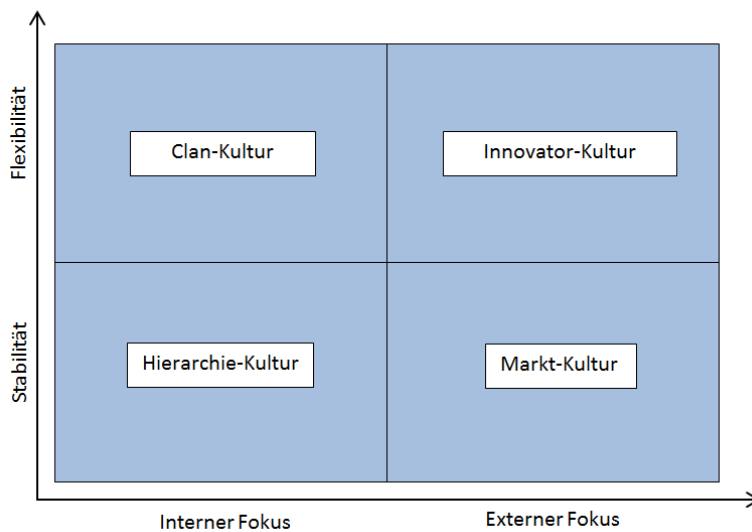 Flexibilität
Clan-Kultur
Innovator-Kultur
Stabilität
Hierarchie-Kultur
Markt-Kultur
Interner Fokus
Externer Fokus